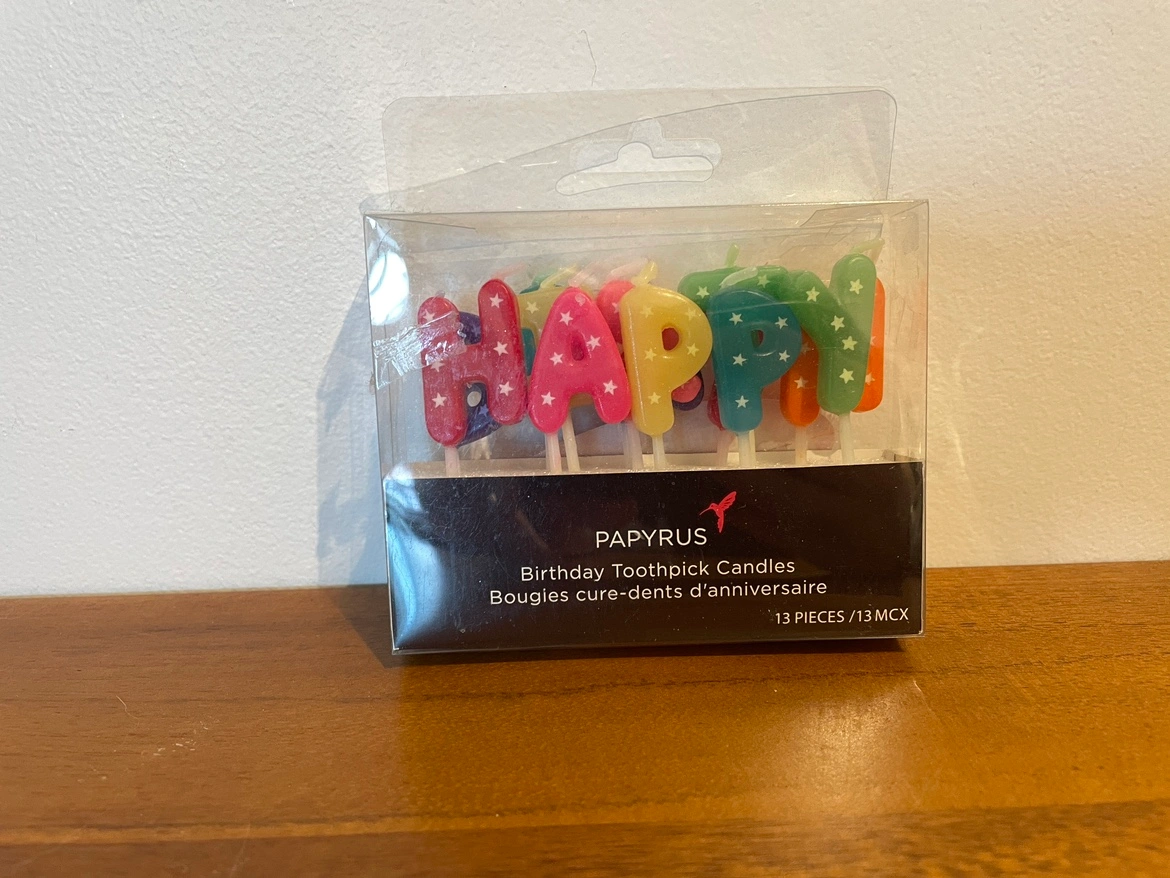 HAPPY
PAPYRUS
Birthday Toothpick Candles
Bougies cure-dents d'anniversaire
13 PIECES /13 MCX